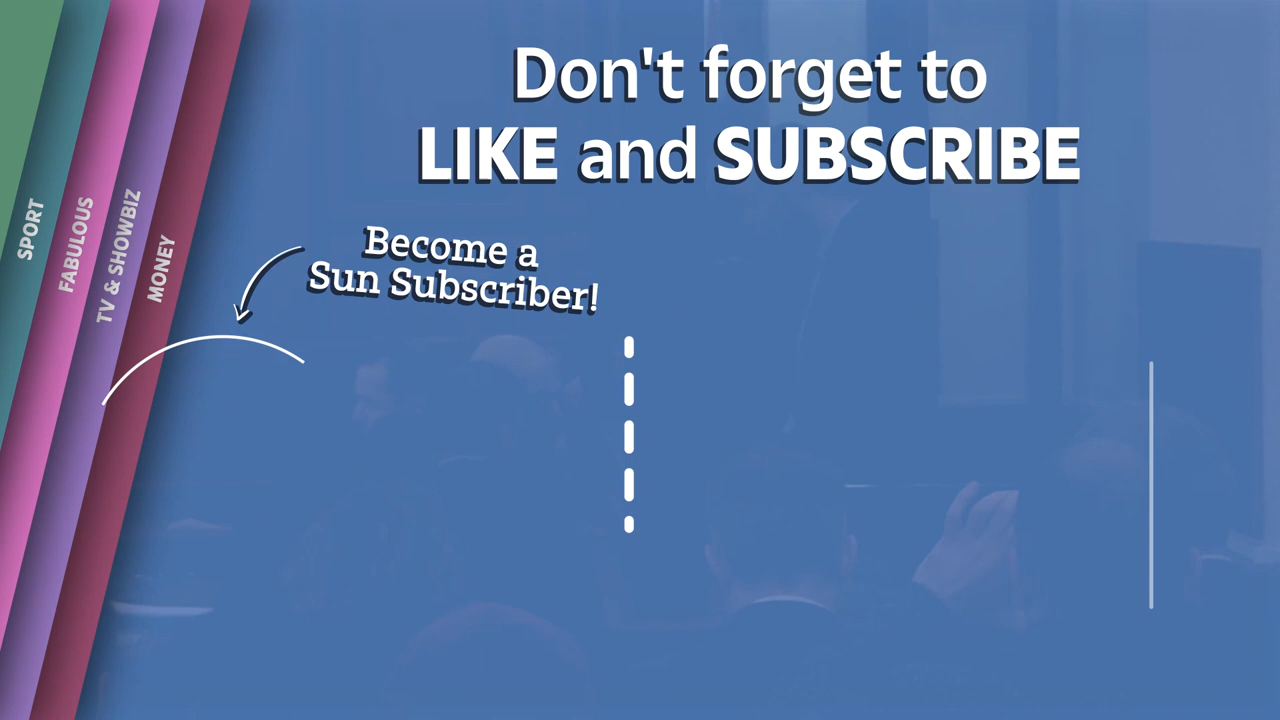 Don't forget to
LIKE and SUBSCRIBE
Become a
Sun Subscriber!
SPORT
FABULOUS
TV & SHOWBIZ
MONEY